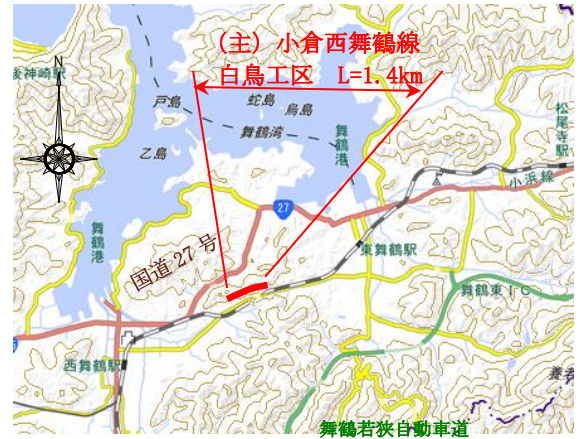 (主) 小倉西舞鶴線
白鳥工区 L=1.4km
後神崎駅
戸島
蛇島
烏島
舞鶴湾
乙島
舞鶴港
松尾寺駅
小浜線
27
舞鶴港
国道27号
東舞鶴駅
舞鶴東IC
西舞鶴駅
養老
舞鶴若狭自動車道